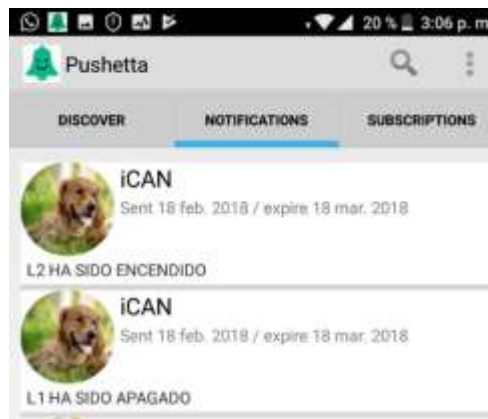 20 % 3:06 p. m
Pushetta
DISCOVER NOTIFICATIONS SUBSCRIPTIONS
iCAN
Sent 18 feb. 2018 / expire 18 mar. 2018
L2 HA SIDO ENCENDIDO
iCAN
Sent 18 feb. 2018 / expire 18 mar. 2018
L1 HA SIDO APAGADO